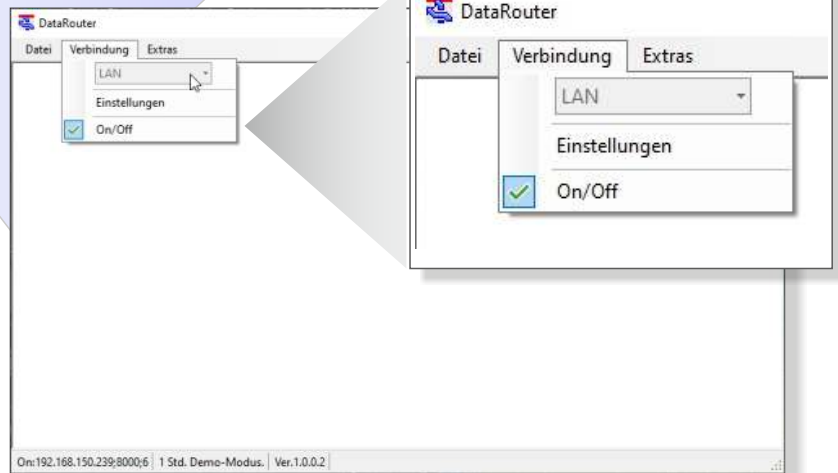 DataRouter
Datei Verbindung Extras
LAN
Einstellungen
On/Off
On:192.168.150.239;8000;6 1 Std. Demo-Modus. Ver.1.0.0.2
DataRouter
Datei Verbindung Extras
LAN
Einstellungen
On/Off